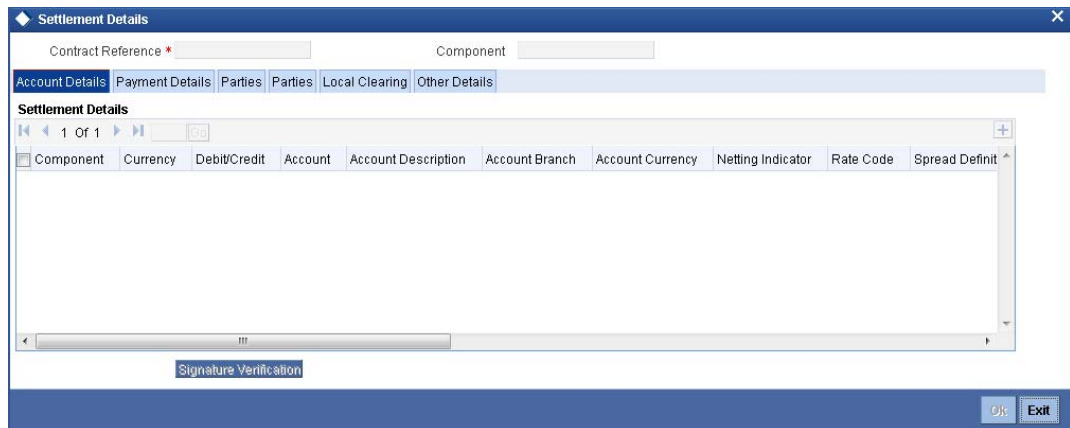 Settlement Details
Contract Reference * Component
Account Details Payment Details Parties Parties Local Clearing Other Details
Settlement Details
1 Of 1 Go
Component Currency Debit/Credit Account Account Description Account Branch Account Currency Netting Indicator Rate Code Spread Definit
Signature Verification
Ok Exit